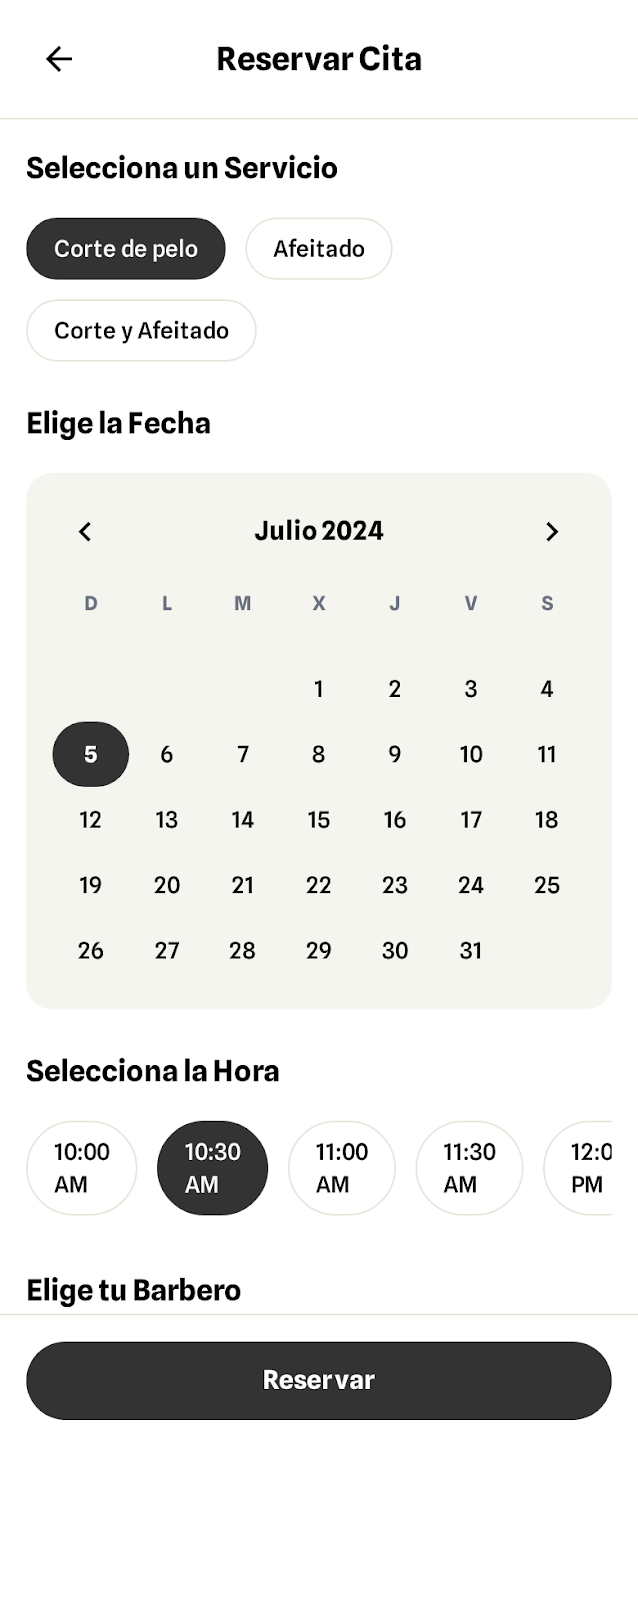 Reservar Cita
Selecciona un Servicio
Corte de pelo Afeitado
Corte y Afeitado
Elige la Fecha
Julio 2024
D L M X J V S
1 2 3 4
5 6 7 8 9 10 11
12 13 14 15 16 17 18
19 20 21 22 23 24 25
26 27 28 29 30 31
Selecciona la Hora
10:00 10:30 11:00 11:30 12:0
AM AM AM AM PM
Elige tu Barbero
Reservar